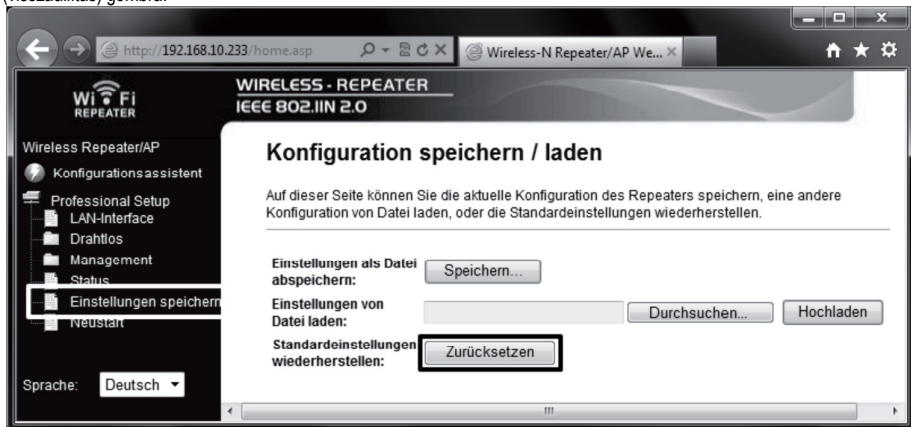 http://192.168.10.233/home.asp
Wireless-N Repeater/AP We...
Wi Fi
REPEATER
WIRELESS - REPEATER
IEEE 802.11N 2.0
Wireless Repeater/AP
Konfigurationsassistent
Professional Setup
LAN-Interface
Drahtlos
Management
Status
Einstellungen speichern
Neustart
Sprache: Deutsch
Konfiguration speichern / laden
Auf dieser Seite können Sie die aktuelle Konfiguration des Repeaters speichern, eine andere
Konfiguration von Datei laden, oder die Standardeinstellungen wiederherstellen.
Einstellungen als Datei
abspeichern:
Speichern...
Einstellungen von
Datei laden:
Durchsuchen...
Hochladen
Standardeinstellungen
wiederherstellen:
Zurücksetzen